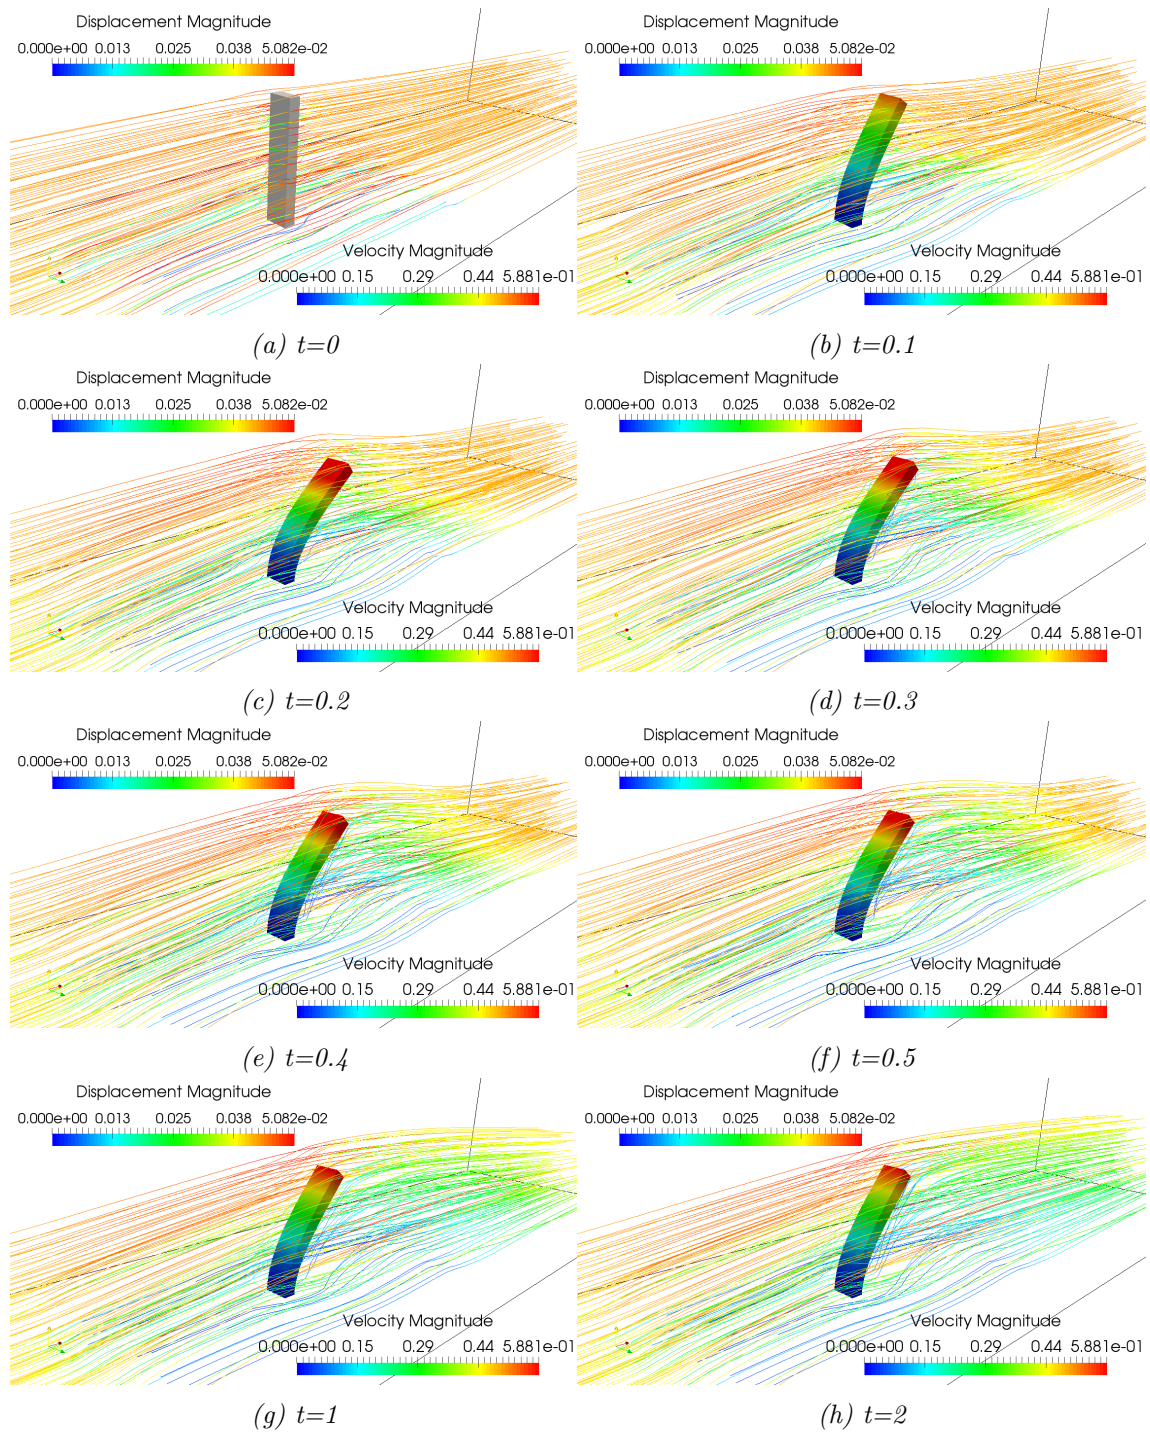 Displacement Magnitude
0.000e+00 0.013 0.025 0.038 5.082e-02
Velocity Magnitude
0.000e+00 0.15 0.29 0.44 5.881e-01
(a) t=0
Displacement Magnitude
0.000e+00 0.013 0.025 0.038 5.082e-02
Velocity Magnitude
0.000e+00 0.15 0.29 0.44 5.881e-01
(b) t=0.1
Displacement Magnitude
0.000e+00 0.013 0.025 0.038 5.082e-02
Velocity Magnitude
0.000e+00 0.15 0.29 0.44 5.881e-01
(c) t=0.2
Displacement Magnitude
0.000e+00 0.013 0.025 0.038 5.082e-02
Velocity Magnitude
0.000e+00 0.15 0.29 0.44 5.881e-01
(d) t=0.3
Displacement Magnitude
0.000e+00 0.013 0.025 0.038 5.082e-02
Velocity Magnitude
0.000e+00 0.15 0.29 0.44 5.881e-01
(e) t=0.4
Displacement Magnitude
0.000e+00 0.013 0.025 0.038 5.082e-02
Velocity Magnitude
0.000e+00 0.15 0.29 0.44 5.881e-01
(f) t=0.5
Displacement Magnitude
0.000e+00 0.013 0.025 0.038 5.082e-02
Velocity Magnitude
0.000e+00 0.15 0.29 0.44 5.881e-01
(g) t=1
Displacement Magnitude
0.000e+00 0.013 0.025 0.038 5.082e-02
Velocity Magnitude
0.000e+00 0.15 0.29 0.44 5.881e-01
(h) t=2